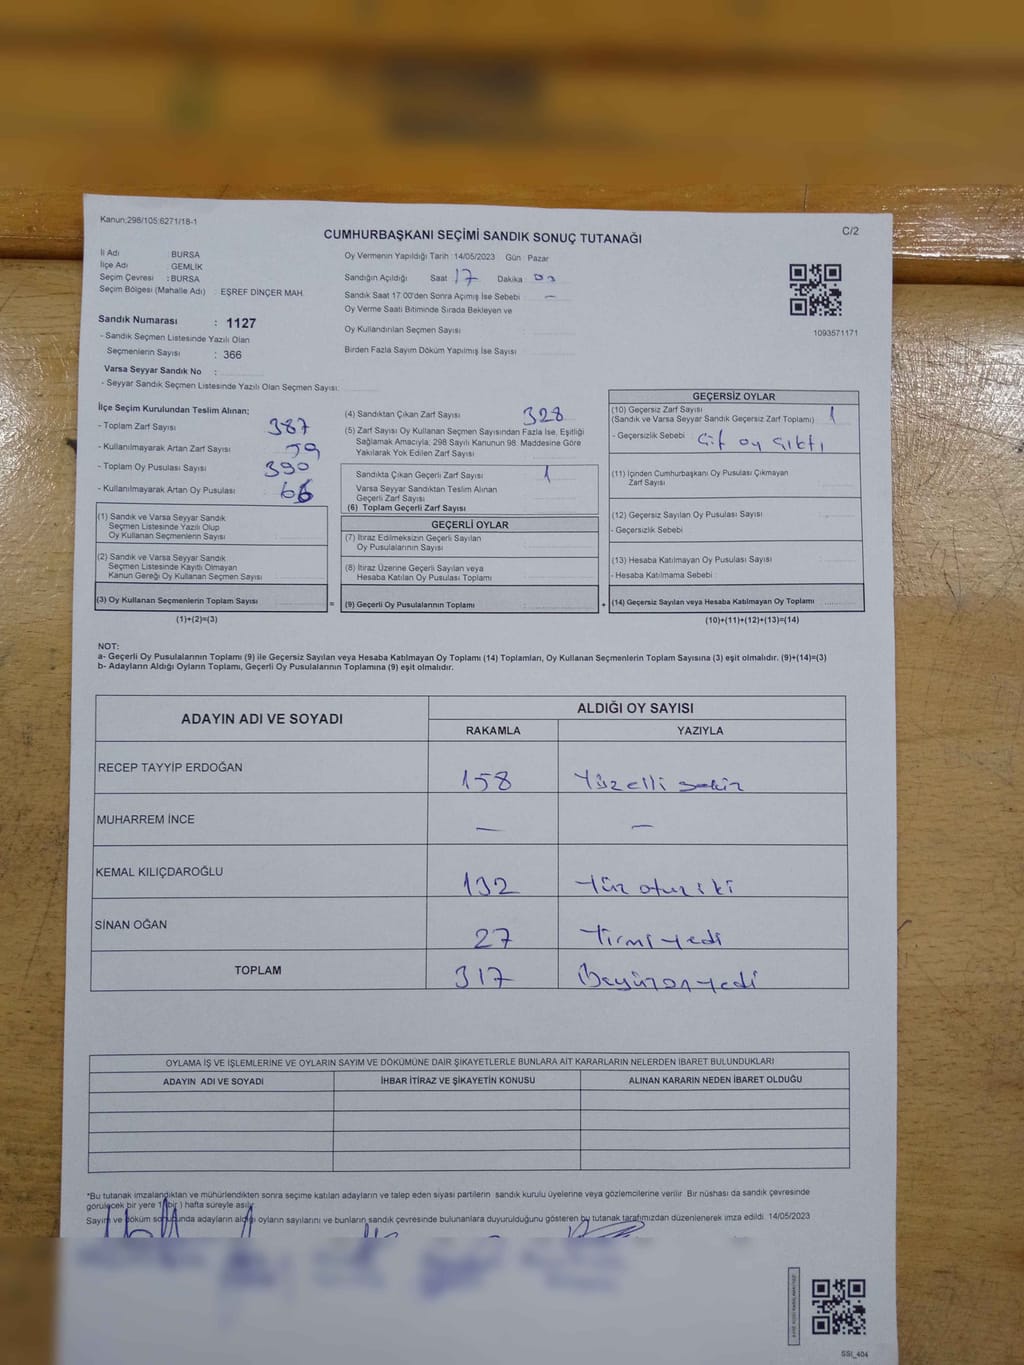 Kanun;298/105;6271/18-1
C/2
CUMHURBAŞKANI SEÇİMİ SANDIK SONUÇ TUTANAĞI
İl Adı BURSA
İlçe Adı GEMLİK
Seçim Çevresi : BURSA
Seçim Bölgesi (Mahalle Adı) : EŞREF DİNÇER MAH.
Oy Vermenin Yapıldığı Tarih : 14/05/2023 Gün Pazar
Sandığın Açıldığı Saat 17 Dakika 03
Sandık Saat 17:00'den Sonra Açımış İse Sebebi –
Oy Verme Saati Bitiminde Sırada Bekleyen ve
Oy Kullandırılan Seçmen Sayısı
Birden Fazla Sayım Döküm Yapılmış İse Sayısı
1093571171
Sandık Numarası : 1127
- Sandık Seçmen Listesinde Yazılı Olan
Seçmenlerin Sayısı : 366
Varsa Seyyar Sandık No :
- Seyyar Sandık Seçmen Listesinde Yazılı Olan Seçmen Sayısı:
İlçe Seçim Kurulundan Teslim Alınan;
- Toplam Zarf Sayısı 387
- Kullanılmayarak Artan Zarf Sayısı 59
- Toplam Oy Pusulası Sayısı 390
- Kullanılmayarak Artan Oy Pusulası 66
(1) Sandık ve Varsa Seyyar Sandık
Seçmen Listesinde Yazılı Olup
Oy Kullanan Seçmenlerin Sayısı
(2) Sandık ve Varsa Seyyar Sandık
Seçmen Listesinde Kayıtlı Olmayan
Kanun Gereği Oy Kullanan Seçmen Sayısı
(3) Oy Kullanan Seçmenlerin Toplam Sayısı
(1)+(2)=(3)
(4) Sandıktan Çıkan Zarf Sayısı 328
(5) Zarf Sayısı Oy Kullanan Seçmen Sayısından Fazla İse, Eşitliği
Sağlamak Amacıyla; 298 Sayılı Kanunun 98. Maddesine Göre
Yakılarak Yok Edilen Zarf Sayısı
Sandıkta Çıkan Geçerli Zarf Sayısı 1
Varsa Seyyar Sandıktan Teslim Alınan
Geçerli Zarf Sayısı
(6) Toplam Geçerli Zarf Sayısı
GEÇERLİ OYLAR
(7) İtiraz Edilmeksizin Geçerli Sayılan
Oy Pusulalarının Sayısı
(8) İtiraz Üzerine Geçerli Sayılan veya
Hesaba Katılan Oy Pusulası Toplamı
= (9) Geçerli Oy Pusulalarının Toplamı +
GEÇERSİZ OYLAR
(10) Geçersiz Zarf Sayısı
(Sandık ve Varsa Seyyar Sandık Geçersiz Zarf Toplamı) 1
- Geçersizlik Sebebi Çift oy çıktı
(11) İçinden Cumhurbaşkanı Oy Pusulası Çıkmayan
Zarf Sayısı
(12) Geçersiz Sayılan Oy Pusulası Sayısı
- Geçersizlik Sebebi
(13) Hesaba Katılmayan Oy Pusulası Sayısı
- Hesaba Katılmama Sebebi
(14) Geçersiz Sayılan veya Hesaba Katılmayan Oy Toplamı
(10)+(11)+(12)+(13)=(14)
NOT:
a- Geçerli Oy Pusulalarının Toplamı (9) ile Geçersiz Sayılan veya Hesaba Katılmayan Oy Toplamı (14) Toplamları, Oy Kullanan Seçmenlerin Toplam Sayısına (3) eşit olmalıdır. (9)+(14)=(3)
b- Adayların Aldığı Oyların Toplamı, Geçerli Oy Pusulalarının Toplamına (9) eşit olmalıdır.
ADAYIN ADI VE SOYADI
ALDIĞI OY SAYISI
RAKAMLA YAZIYLA
RECEP TAYYİP ERDOĞAN 158 Yüzelli sekiz
MUHARREM İNCE – –
KEMAL KILIÇDAROĞLU 132 Yüz otuz iki
SİNAN OĞAN 27 Yirmi yedi
TOPLAM 317 Üçyüzonyedi
OYLAMA İŞ VE İŞLEMLERİNE VE OYLARIN SAYIM VE DÖKÜMÜNE DAİR ŞİKAYETLERLE BUNLARA AİT KARARLARIN NELERDEN İBARET BULUNDUKLARI
ADAYIN ADI VE SOYADI İHBAR İTİRAZ VE ŞİKAYETİN KONUSU ALINAN KARARIN NEDEN İBARET OLDUĞU
*Bu tutanak imzalandıktan ve mühürlendikten sonra seçime katılan adayların ve talep eden siyasi partilerin sandık kurulu üyelerine veya gözlemcilerine verilir. Bir nüshası da sandık çevresinde
görülecek bir yere 1 (bir) hafta süreyle asılır.
Sayım ve döküm sonucunda adayların aldığı oyların sayılarını ve bunların sandık çevresinde bulunanlara duyurulduğunu gösteren bu tutanak tarafımızdan düzenlenerek imza edildi. 14/05/2023
SSI_404